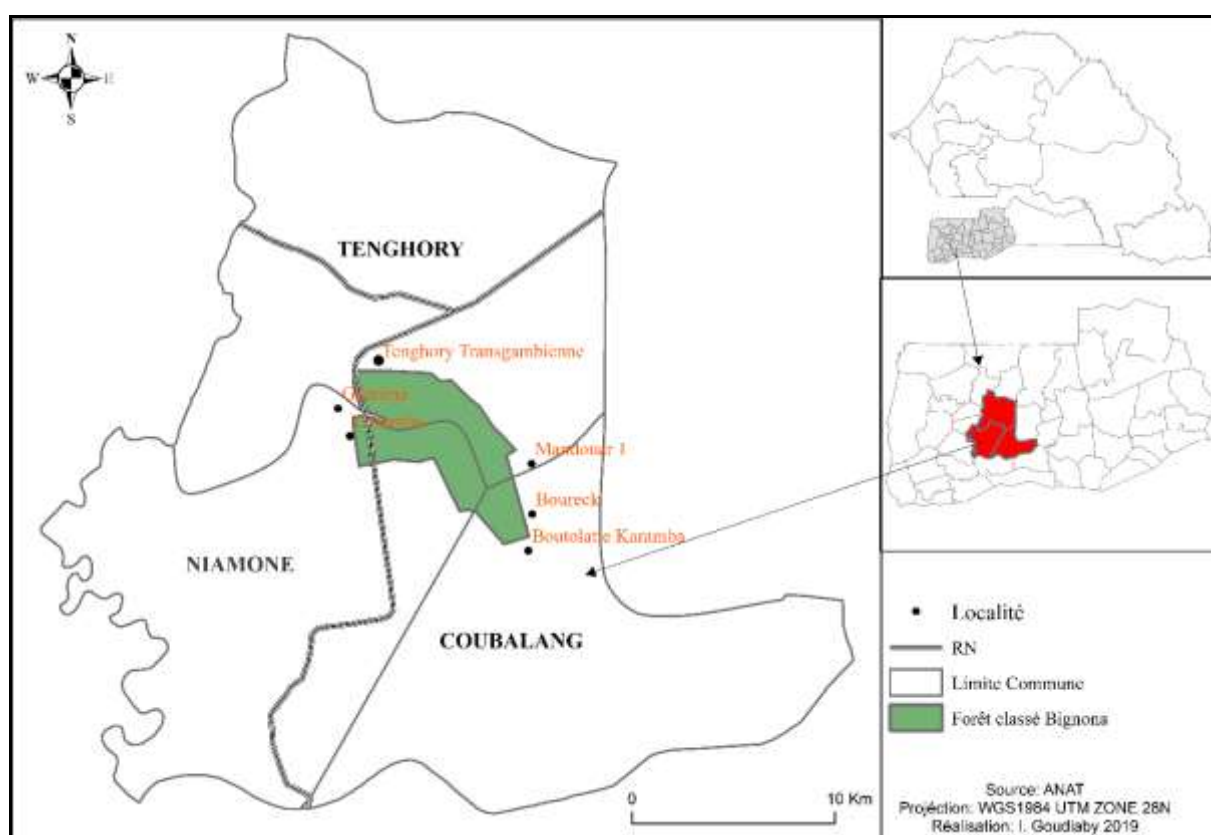 N
W E
S
TENGHORY
Tenghory Transgambienne
Mandouar 1
Boureck
Boutolatte Karamba
NIAMONE
COUBALANG
Localité
RN
Límite Commune
Forêt classé Bignona
0 10 Km
Source: ANAT
Projéction: WGS1984 UTM ZONE 28N
Réalisation: I. Goudiaby 2019